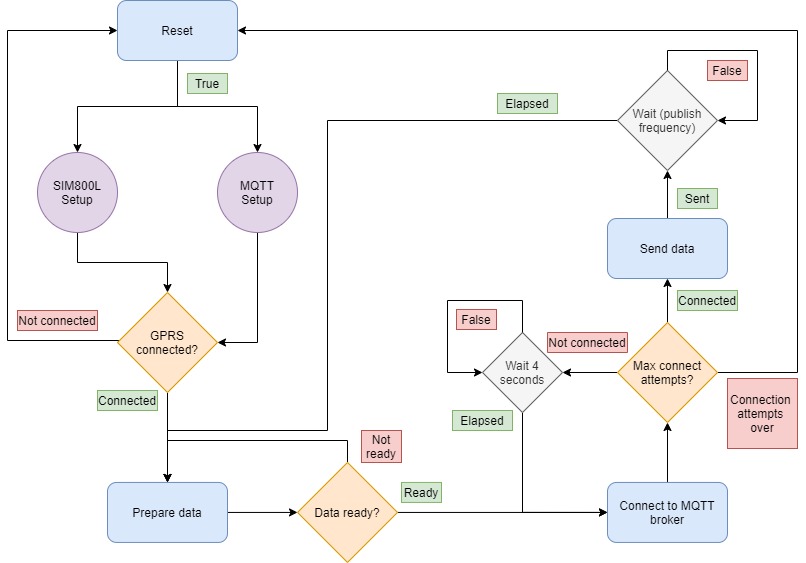 Reset
True
False
Elapsed
Wait (publish
frequency)
SIM800L
Setup
MQTT
Setup
Sent
Send data
Not connected
GPRS
connected?
False
Connected
Not connected
Wait 4
seconds
Max connect
attempts?
Connected
Elapsed
Connection
attempts
over
Not
ready
Ready
Prepare data
Data ready?
Connect to MQTT
broker